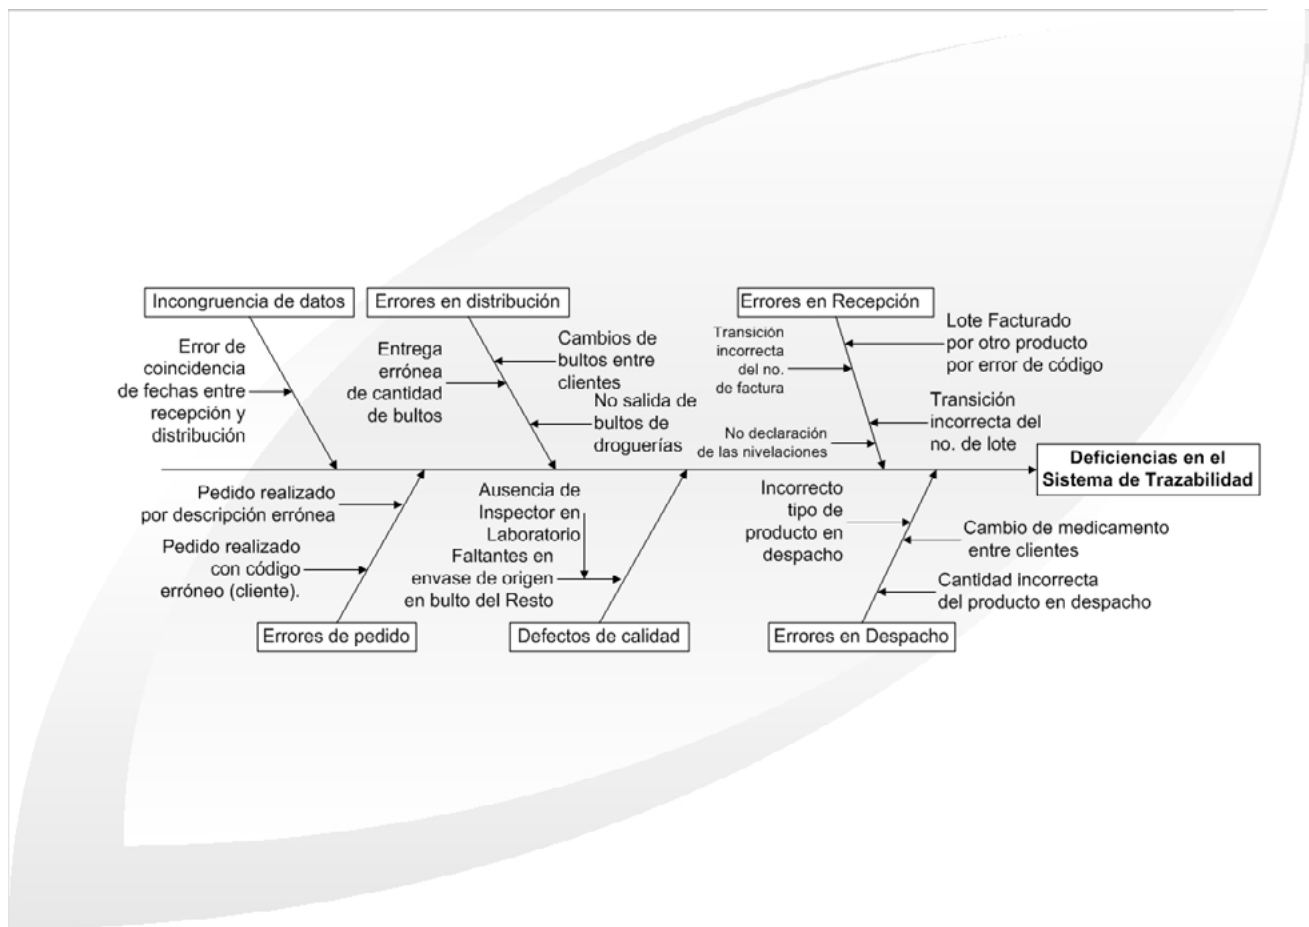 Incongruencia de datos
Errores en distribución
Errores en Recepción
Error de
coincidencia
de fechas entre
recepción y
distribución
Entrega
errónea
de cantidad
de bultos
Cambios de
bultos entre
clientes
No salida de
bultos de
droguerías
Transición
incorrecta
del no.
de factura
No declaración
de las nivelaciones
Lote Facturado
por otro producto
por error de código
Transición
incorrecta del
no. de lote
Deficiencias en el
Sistema de Trazabilidad
Pedido realizado
por descripción errónea
Pedido realizado
con código
erróneo (cliente).
Ausencia de
Inspector en
Laboratorio
Faltantes en
envase de origen
en bulto del Resto
Incorrecto
tipo de
producto en
despacho
Cambio de medicamento
entre clientes
Cantidad incorrecta
del producto en despacho
Errores de pedido
Defectos de calidad
Errores en Despacho